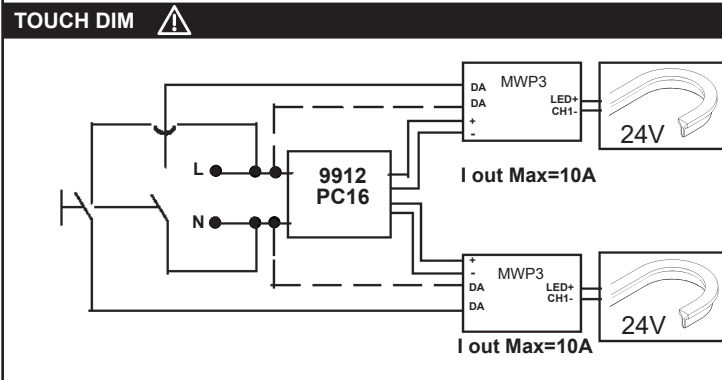 TOUCH DIM
L
N
9912
PC16
DA
DA
+
-
MWP3
LED+
CH1-
24V
I out Max=10A
+
-
DA
DA
MWP3
LED+
CH1-
24V
I out Max=10A